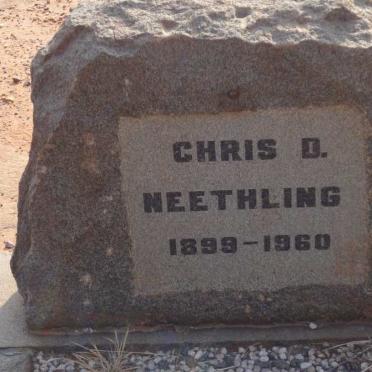 CHRIS D.
NEETHLING
1899-1960